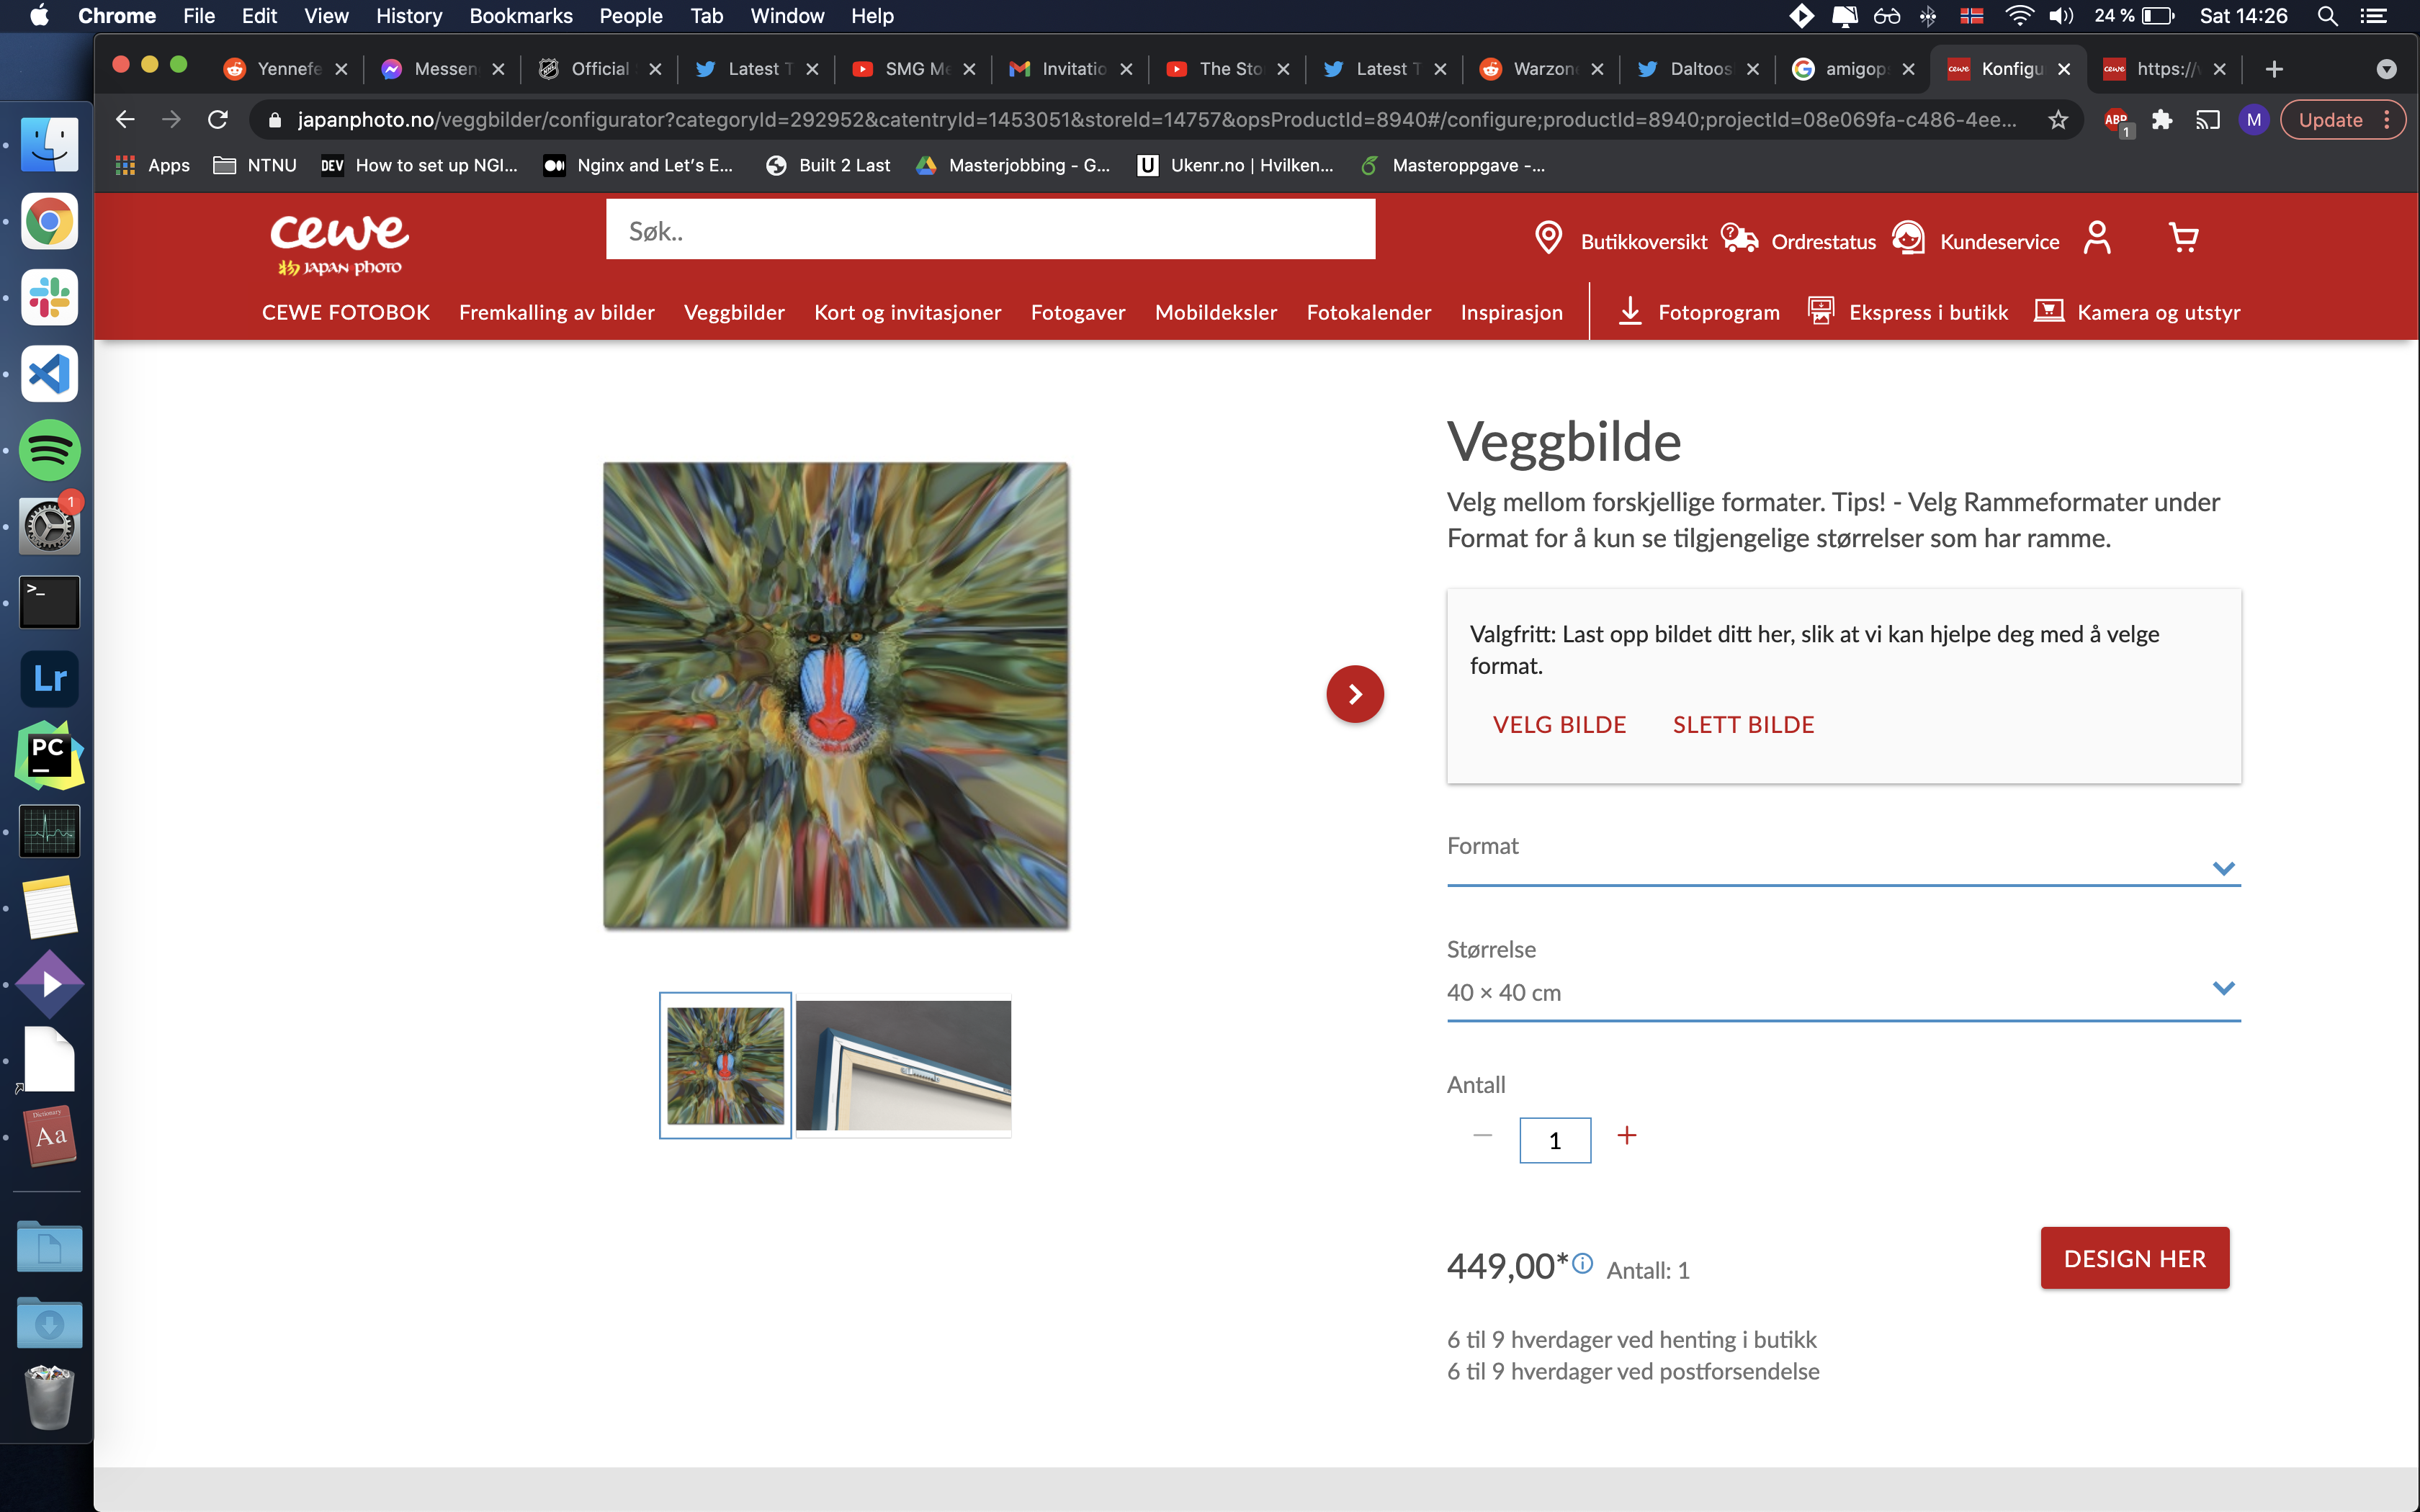 Chrome File Edit View History Bookmarks People Tab Window Help 24 % Sat 14:26
Yennefe Messen Official Latest T SMG Me Invitatio The Sto Latest T Warzon Daltoos amigop Konfigu https://
japanphoto.no/veggbilder/configurator?categoryId=292952&catentryId=1453051&storeId=14757&opsProductId=8940#/configure;productId=8940;projectId=08e069fa-c486-4ee... ABP 1 M Update
Apps NTNU DEV How to set up NGI... Nginx and Let's E... Built 2 Last Masterjobbing - G... U Ukenr.no | Hvilken... Masteroppgave -...
cewe
JAPAN PHOTO
Søk..
Butikkoversikt Ordrestatus Kundeservice
CEWE FOTOBOK Fremkalling av bilder Veggbilder Kort og invitasjoner Fotogaver Mobildeksler Fotokalender Inspirasjon Fotoprogram Ekspress i butikk Kamera og utstyr
Veggbilde
Velg mellom forskjellige formater. Tips! - Velg Rammeformater under
Format for å kun se tilgjengelige størrelser som har ramme.
Valgfritt: Last opp bildet ditt her, slik at vi kan hjelpe deg med å velge
format.
VELG BILDE SLETT BILDE
Format
Størrelse
40 × 40 cm
Antall
− 1 +
449,00* Antall: 1
DESIGN HER
6 til 9 hverdager ved henting i butikk
6 til 9 hverdager ved postforsendelse
1
>_
Lr
PC
Dictionary
Aa